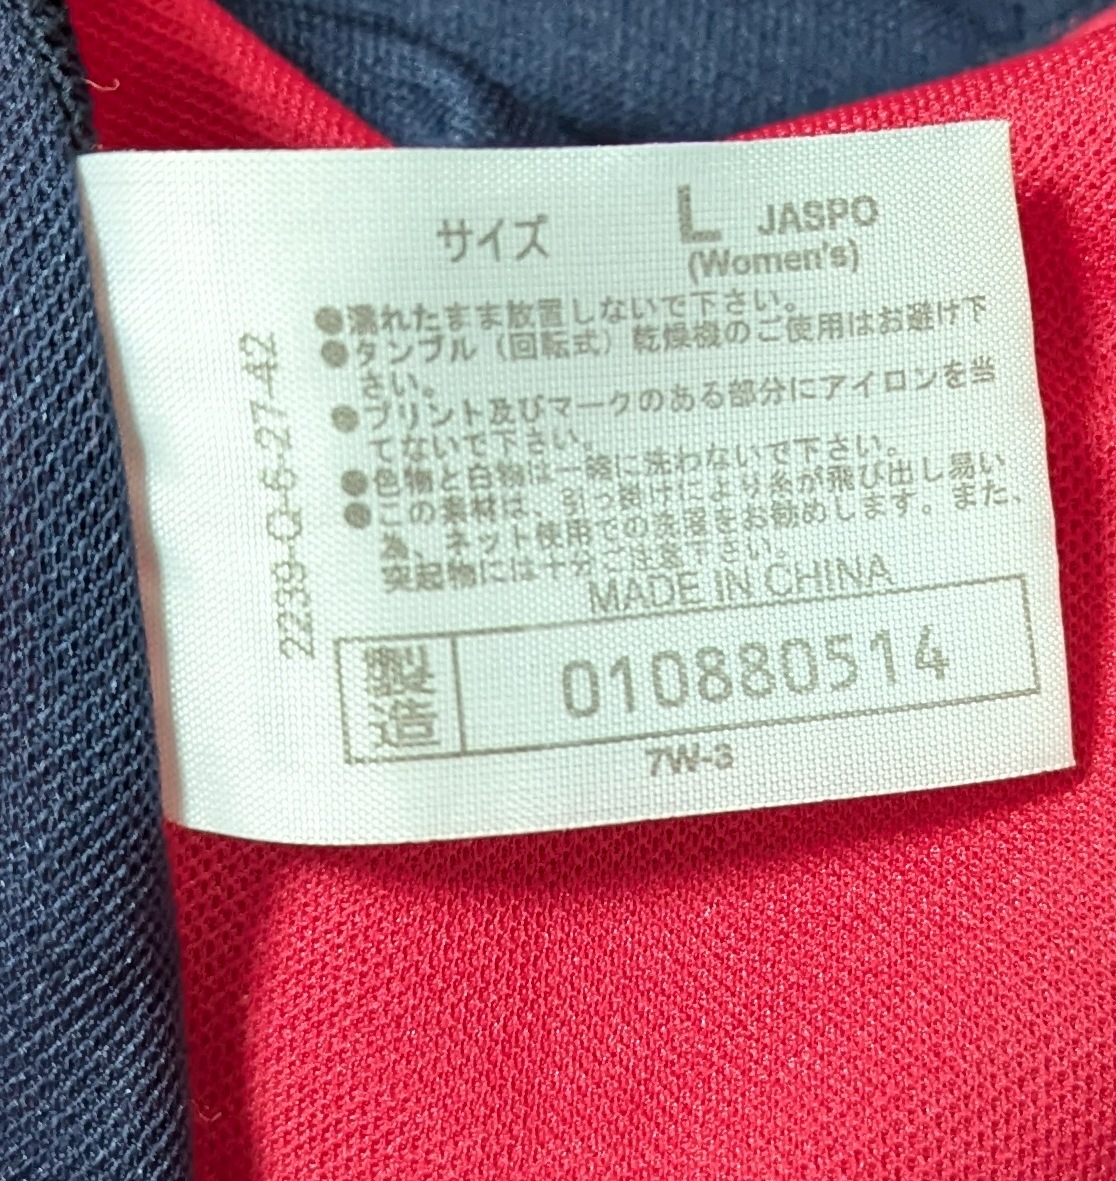 サイズ L JASPO
(Women's)
●濡れたまま放置しないで下さい。
●タンブル（回転式）乾燥機のご使用はお避け下
さい。
●プリント及びマークのある部分にアイロンを当
てないで下さい。
●色物と白物は一緒に洗わないで下さい。
●この素材は、引っ掛けにより糸が飛び出し易い
為、ネット使用での洗濯をお勧めします。また、
突起物には十分ご注意下さい。
MADE IN CHINA
製造 010880514
7W-3
2239-Q-6-27-42